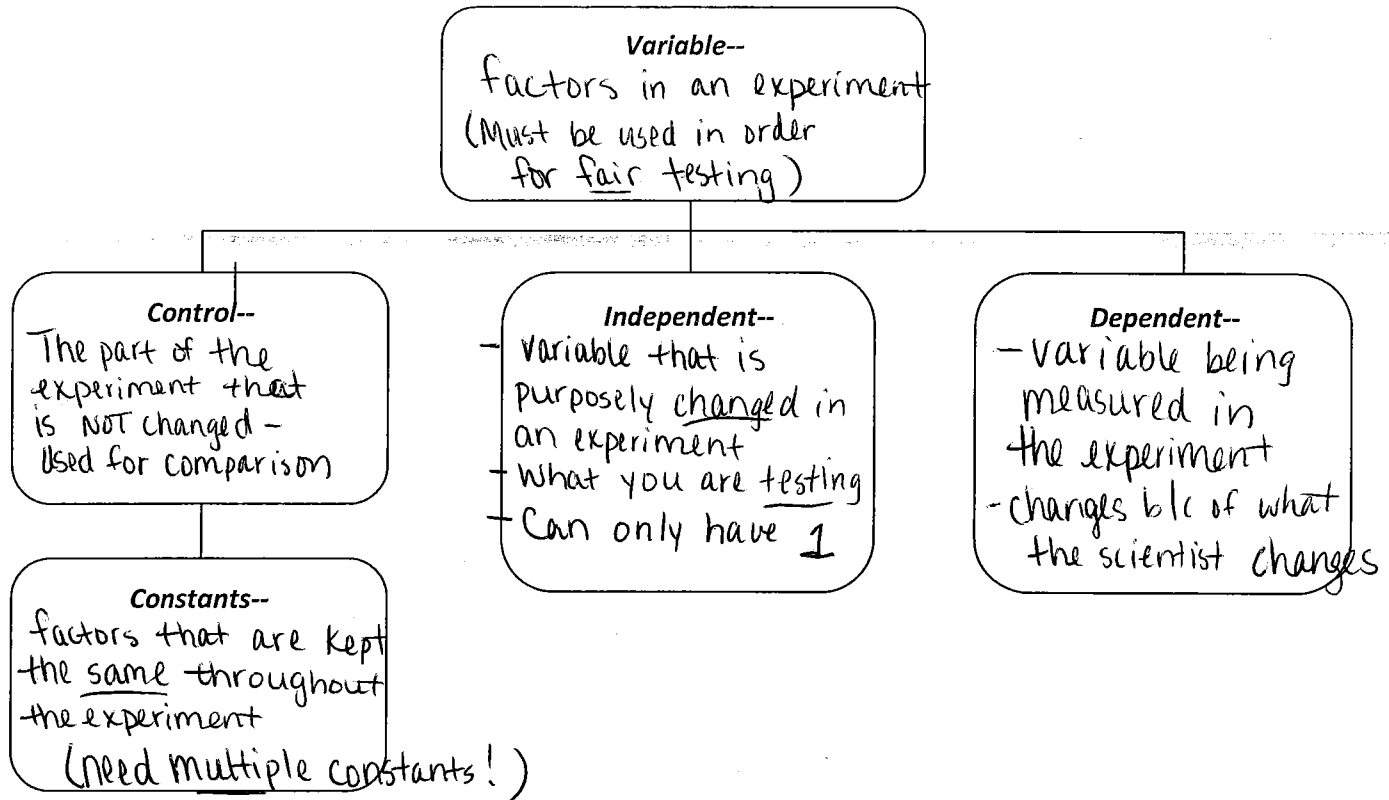 Variable--
factors in an experiment
(Must be used in order
for fair testing)
Control--
The part of the
experiment that
is NOT changed -
Used for comparison
Independent--
- variable that is
purposely changed in
an experiment
- What you are testing
- Can only have 1
Dependent--
- variable being
measured in
the experiment
- changes b/c of what
the scientist changes
Constants--
factors that are kept
the same throughout
the experiment
(need multiple constants!)